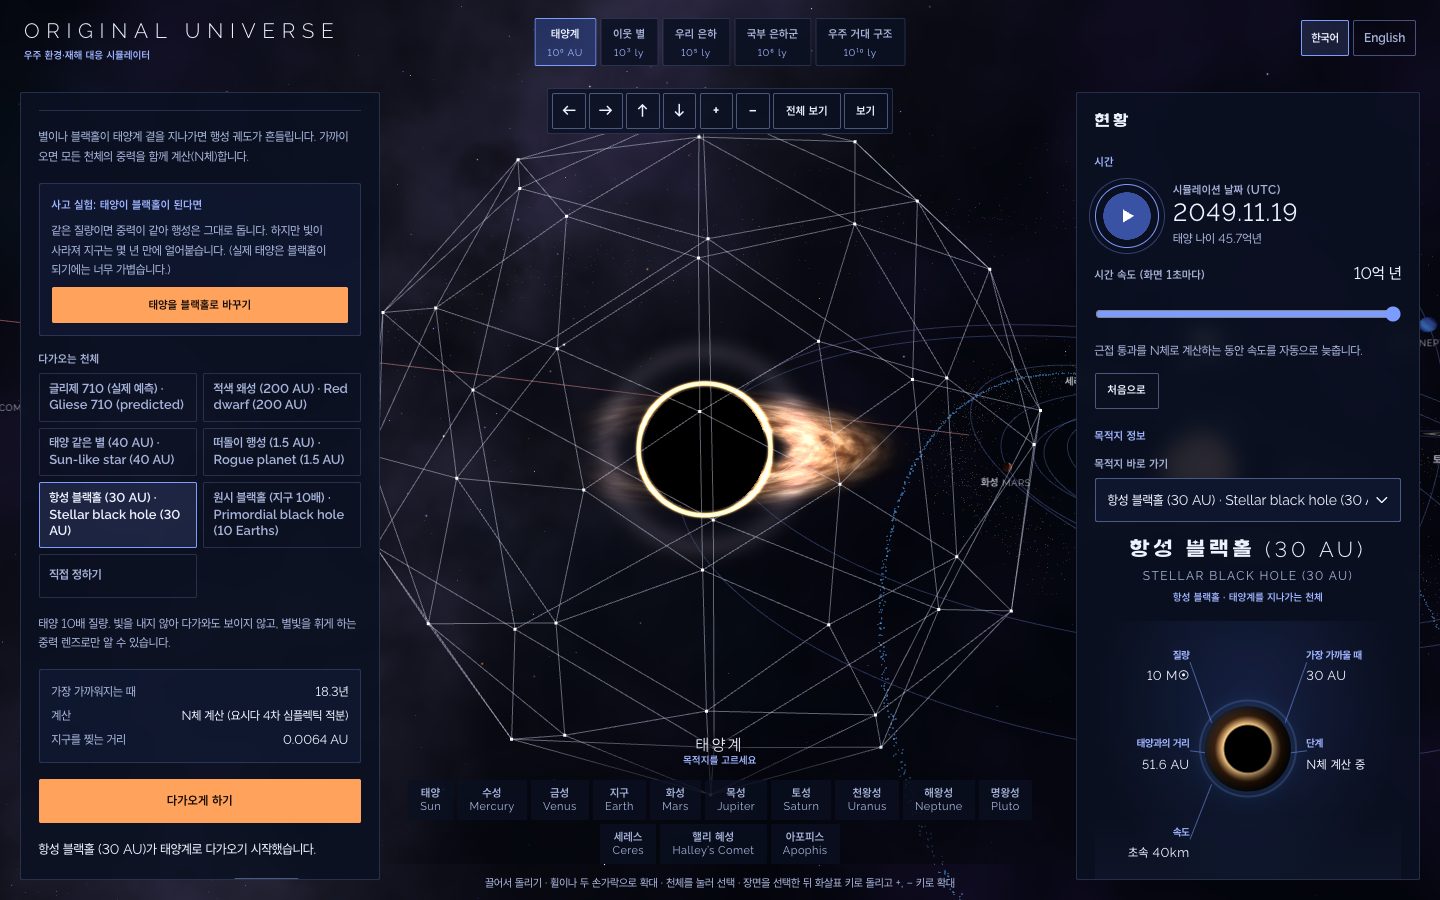 ORIGINAL UNIVERSE
우주 환경·재해 대응 시뮬레이터
태양계
10⁰ AU
이웃 별
10³ ly
우리 은하
10⁵ ly
국부 은하군
10⁶ ly
우주 거대 구조
10¹⁰ ly
한국어
English
← → ↑ ↓ + − 전체 보기 보기
별이나 블랙홀이 태양계 곁을 지나가면 행성 궤도가 흔들립니다. 가까이
오면 모든 천체의 중력을 함께 계산(N체)합니다.
사고 실험: 태양이 블랙홀이 된다면
같은 질량이면 중력이 같아 행성은 그대로 돕니다. 하지만 빛이
사라져 지구는 몇 년 만에 얼어붙습니다. (실제 태양은 블랙홀이
되기에는 너무 가볍습니다.)
태양을 블랙홀로 바꾸기
다가오는 천체
글리제 710 (실제 예측) ·
Gliese 710 (predicted)
적색 왜성 (200 AU) · Red
dwarf (200 AU)
태양 같은 별 (40 AU) ·
Sun-like star (40 AU)
떠돌이 행성 (1.5 AU) ·
Rogue planet (1.5 AU)
항성 블랙홀 (30 AU) ·
Stellar black hole (30
AU)
원시 블랙홀 (지구 10배) ·
Primordial black hole
(10 Earths)
직접 정하기
태양 10배 질량. 빛을 내지 않아 다가와도 보이지 않고, 별빛을 휘게 하는
중력 렌즈로만 알 수 있습니다.
가장 가까워지는 때 18.3년
계산 N체 계산 (요시다 4차 심플렉틱 적분)
지구를 찢는 거리 0.0064 AU
다가오게 하기
항성 블랙홀 (30 AU)가 태양계로 다가오기 시작했습니다.
COM
화성 MARS
세
NEP
토
태양계
목적지를 고르세요
태양
Sun
수성
Mercury
금성
Venus
지구
Earth
화성
Mars
목성
Jupiter
토성
Saturn
천왕성
Uranus
해왕성
Neptune
명왕성
Pluto
세레스
Ceres
핼리 혜성
Halley's Comet
아포피스
Apophis
끌어서 돌리기 · 휠이나 두 손가락으로 확대 · 천체를 눌러 선택 · 장면을 선택한 뒤 화살표 키로 돌리고 +, − 키로 확대
현황
시간
시뮬레이션 날짜 (UTC)
2049.11.19
태양 나이 45.7억년
시간 속도 (화면 1초마다) 10억 년
근접 통과를 N체로 계산하는 동안 속도를 자동으로 늦춥니다.
처음으로
목적지 정보
목적지 바로 가기
항성 블랙홀 (30 AU) · Stellar black hole (30
항성 블랙홀 (30 AU)
STELLAR BLACK HOLE (30 AU)
항성 블랙홀 · 태양계를 지나가는 천체
질량
10 M☉
가장 가까울 때
30 AU
태양과의 거리
51.6 AU
단계
N체 계산 중
속도
초속 40km